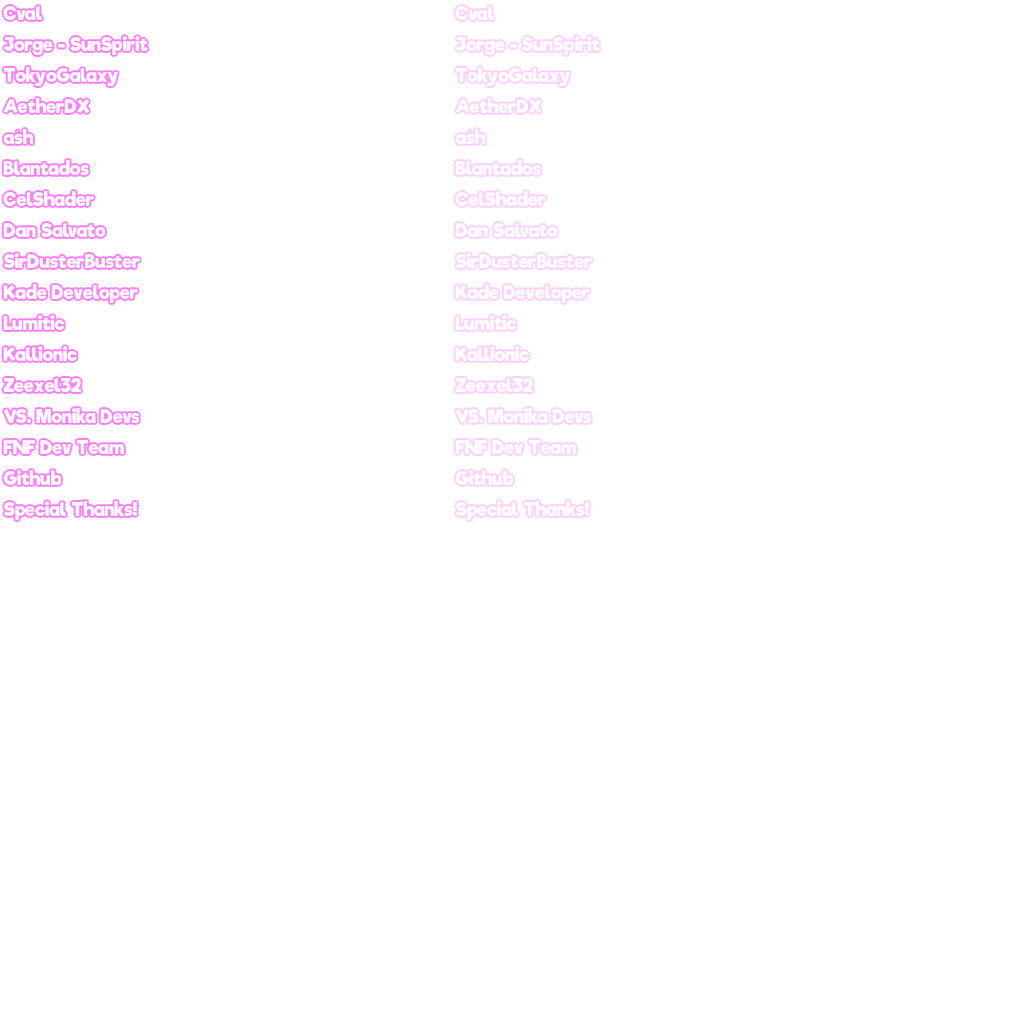 Cval
Jorge - SunSpirit
TokyoGalaxy
AetherDX
aśh
Blantados
CelShader
Dan Salvato
SirDusterBuster
Kade Developer
Lumitic
Kallionic
Zeexel32
VS. Monika Devs
FNF Dev Team
Github
Special Thanks!
Cval
Jorge - SunSpirit
TokyoGalaxy
AetherDX
aśh
Blantados
CelShader
Dan Salvato
SirDusterBuster
Kade Developer
Lumitic
Kallionic
Zeexel32
VS. Monika Devs
FNF Dev Team
Github
Special Thanks!